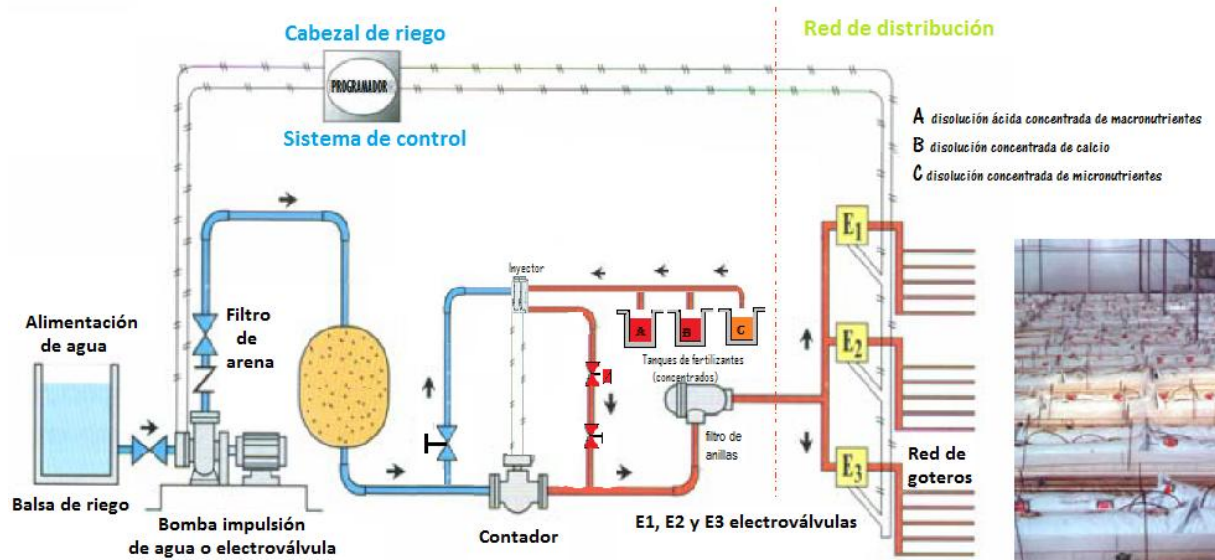 Cabezal de riego
Red de distribución
PROGRAMADOR
Sistema de control
A disolución ácida concentrada de macronutrientes
B disolución concentrada de calcio
C disolución concentrada de micronutrientes
E1
Inyector
Alimentación
de agua
Filtro
de
arena
A
B
C
Tanques de fertilizantes
(concentrados)
E2
filtro de
anillas
E3
Red de
goteros
Balsa de riego
Bomba impulsión
de agua o electroválvula
Contador
E1, E2 y E3 electroválvulas